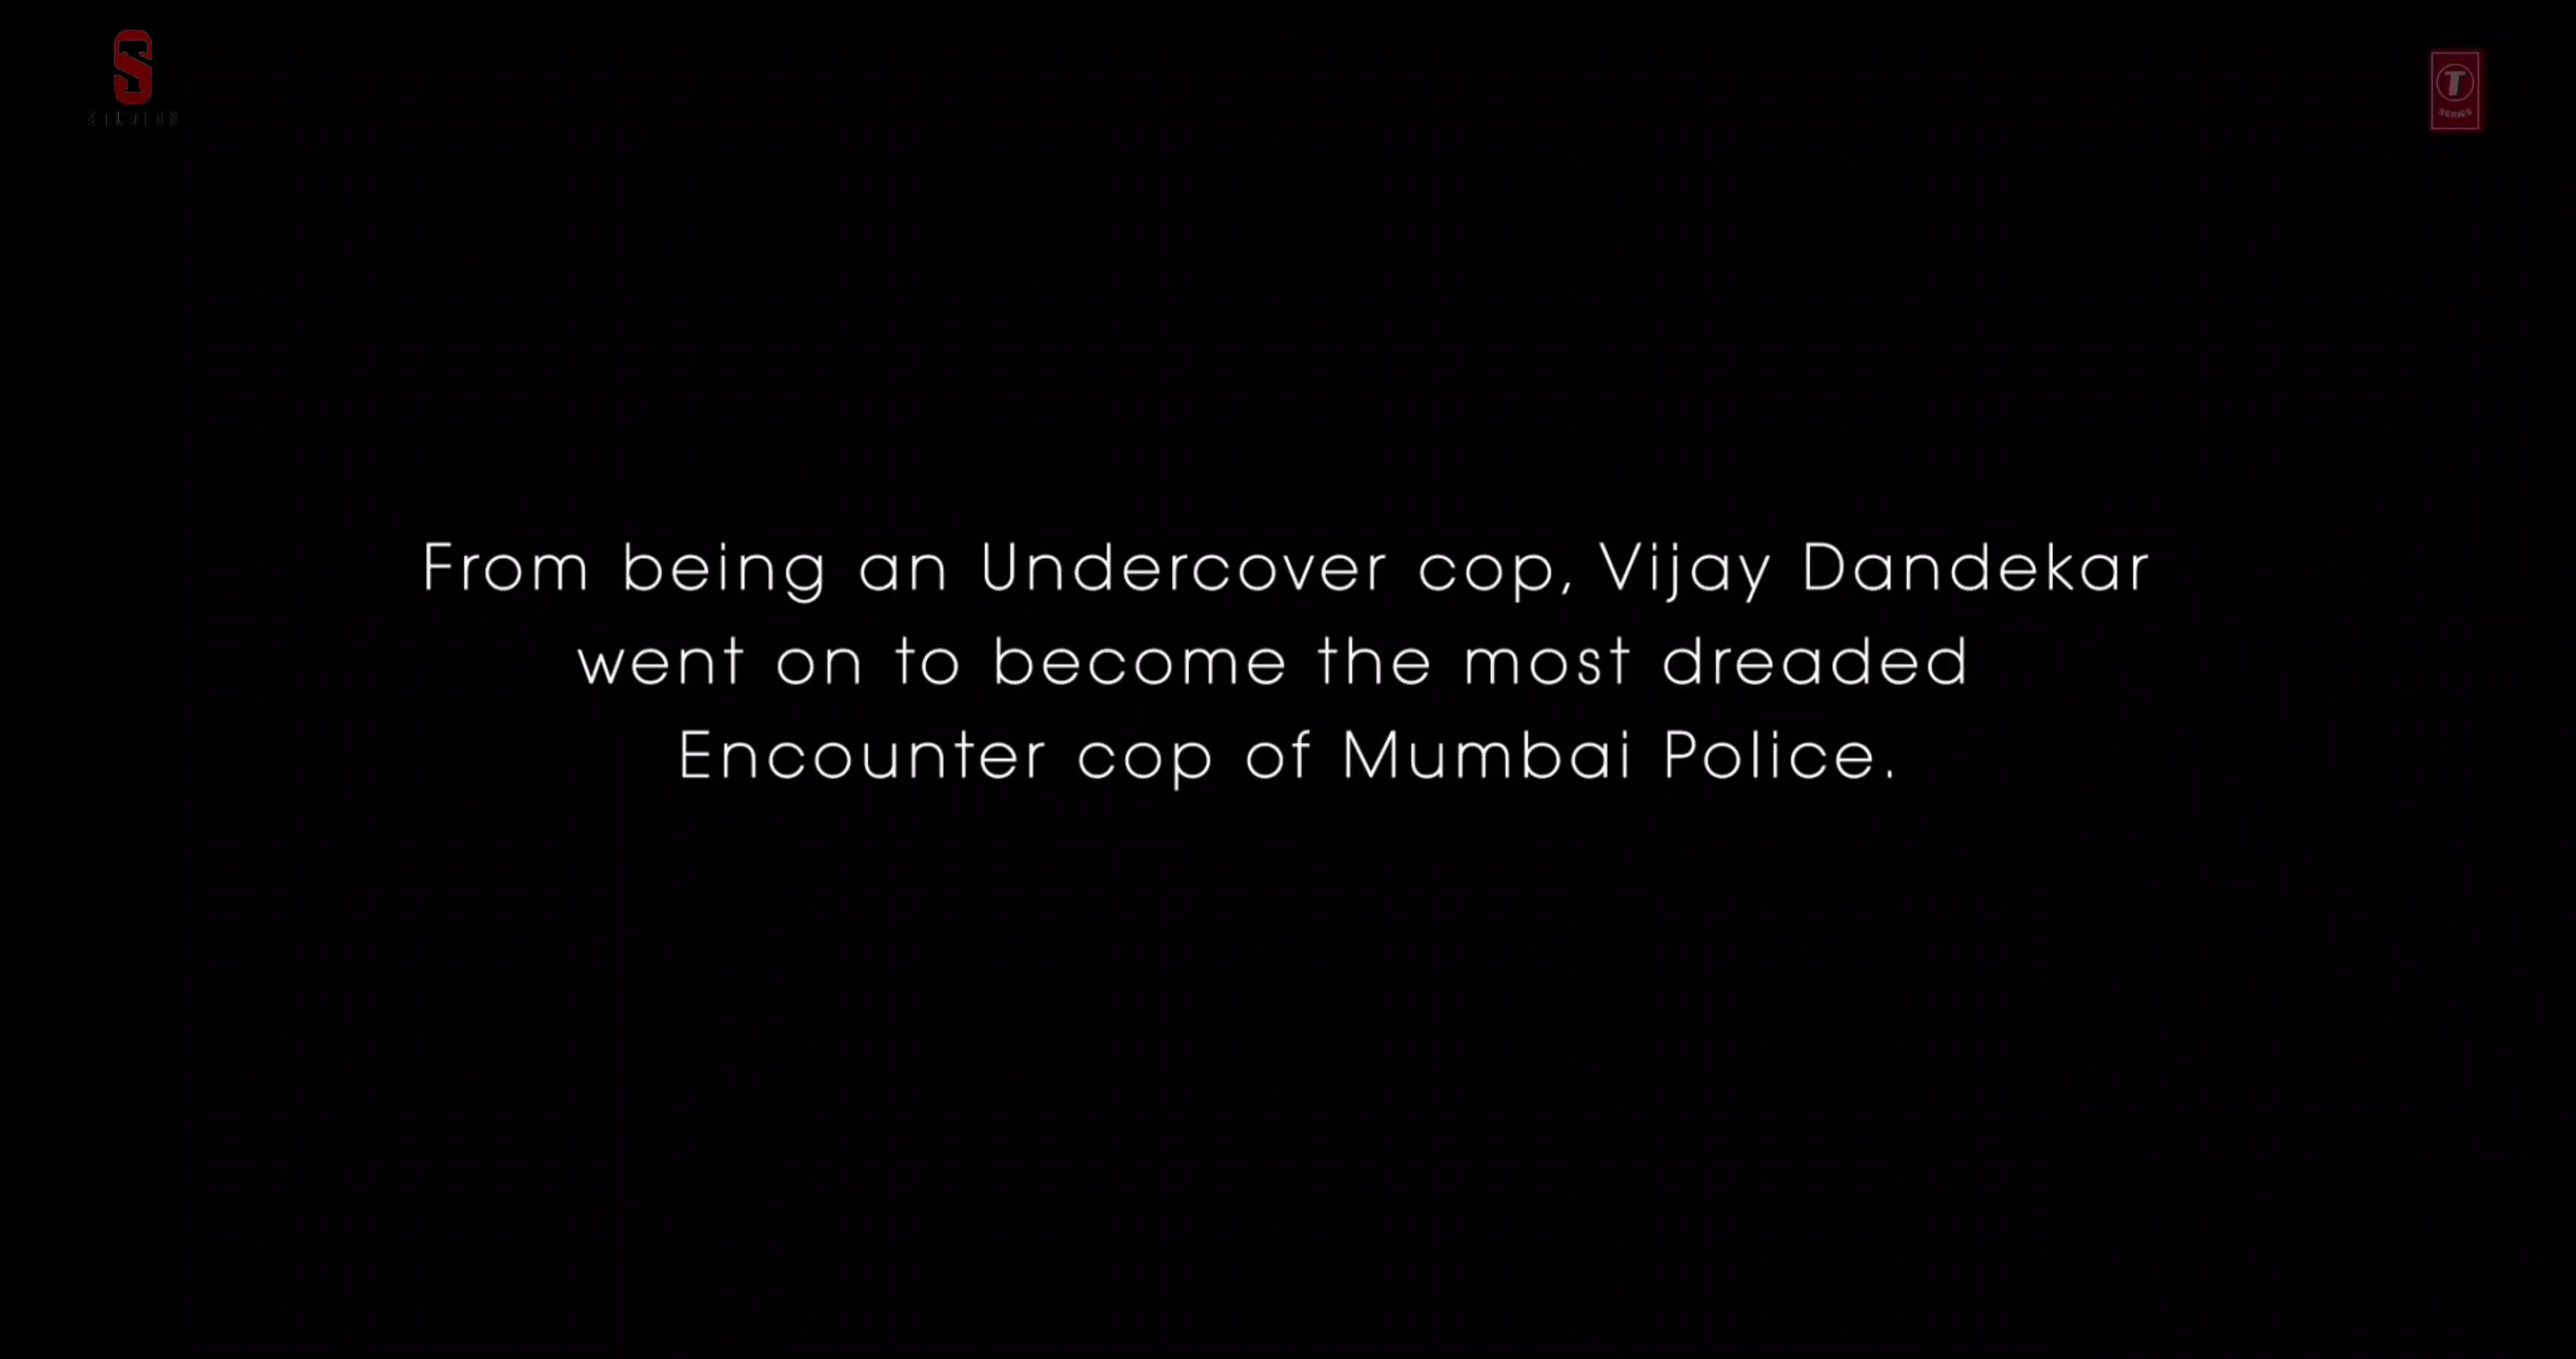 S
T
SERIES
From being an Undercover cop, Vijay Dandekar
went on to become the most dreaded
Encounter cop of Mumbai Police.